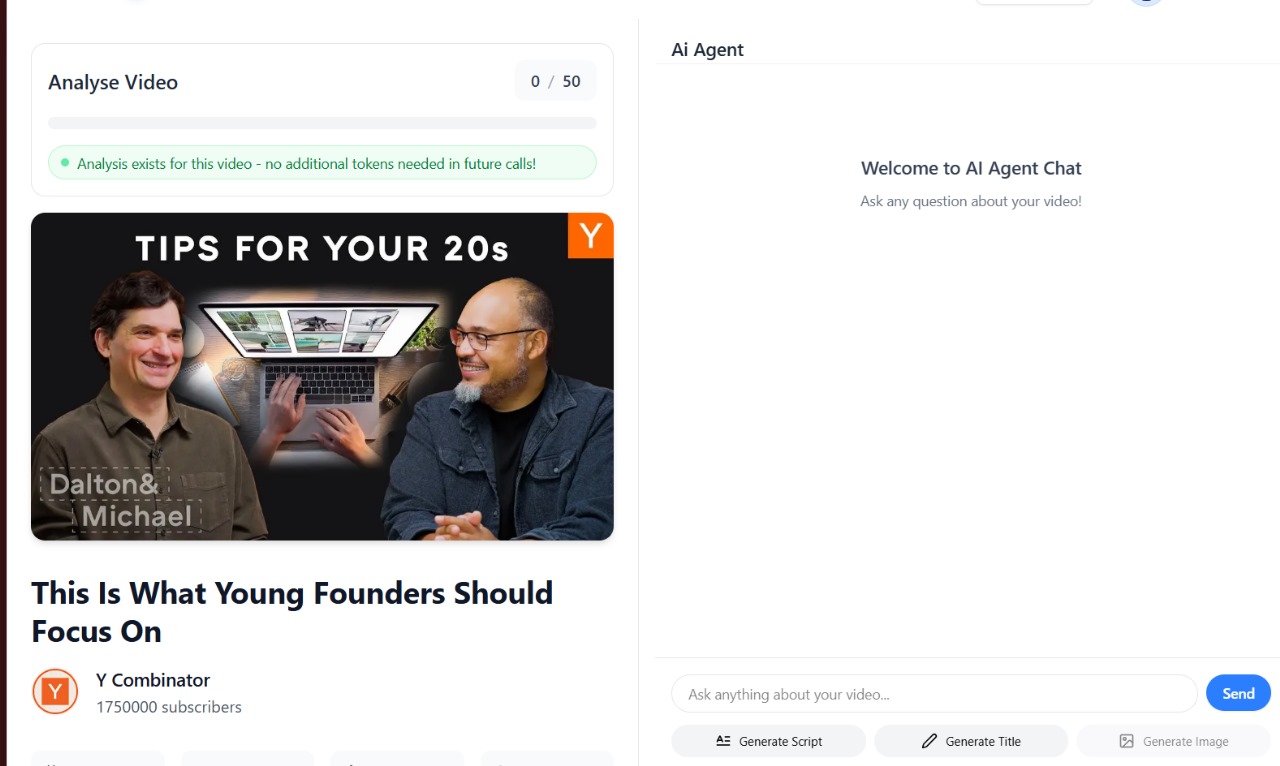 Analyse Video
0 / 50
Analysis exists for this video - no additional tokens needed in future calls!
TIPS FOR YOUR 20s
Y
Dalton&
Michael
This Is What Young Founders Should
Focus On
Y
Y Combinator
1750000 subscribers
Ai Agent
Welcome to AI Agent Chat
Ask any question about your video!
Ask anything about your video...
Send
Generate Script
Generate Title
Generate Image